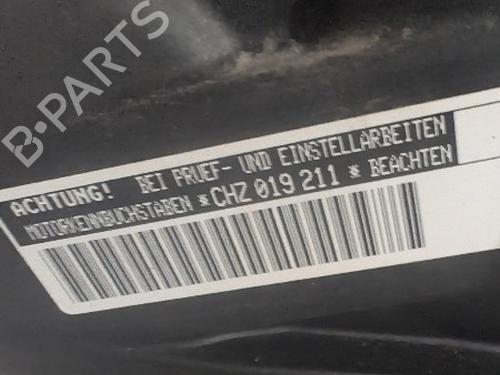 B-PARTS
ACHTUNG! BEI PRUEF- UND EINSTELLARBEITEN
MOTORKENNBUCHSTABEN *CHZ 019 211 * BEACHTEN